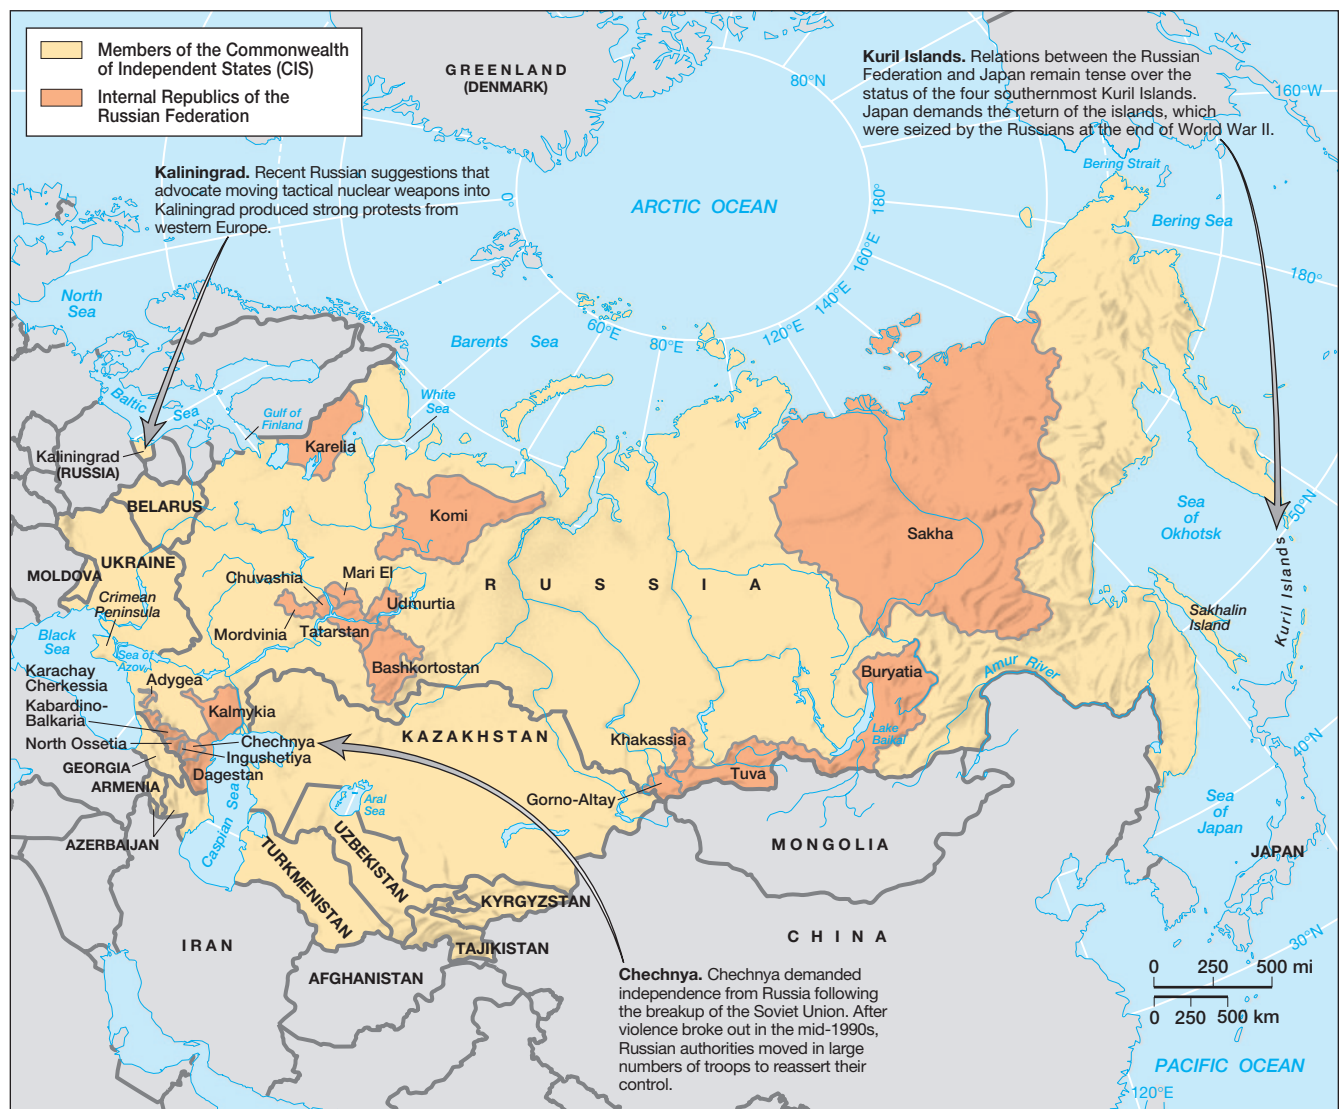 Members of the Commonwealth
of Independent States (CIS)
Internal Republics of the
Russian Federation
GREENLAND
(DENMARK)
80°N
Kuril Islands. Relations between the Russian
Federation and Japan remain tense over the
status of the four southernmost Kuril Islands.
Japan demands the return of the islands, which
were seized by the Russians at the end of World War II.
160°W
Kaliningrad. Recent Russian suggestions that
advocate moving tactical nuclear weapons into
Kaliningrad produced strong protests from
western Europe.
Bering Strait
0°
ARCTIC OCEAN
180°
Bering Sea
160°E
180°
North
Sea
140°E
60°E
80°E
120°E
Barents Sea
Baltic Sea
White
Sea
Gulf of
Finland
Karelia
Kaliningrad
(RUSSIA)
50°N
BELARUS
Komi
Sea
of
Okhotsk
Sakha
UKRAINE
MOLDOVA
Chuvashia
Mari El
RUSSIA
Crimean
Peninsula
Udmurtia
Kuril Islands
Sakhalin
Island
Mordvinia
Tatarstan
Black
Sea
Sea of
Azov
Bashkortostan
Buryatia
Amur River
Karachay
Cherkessia
Adygea
Kabardino-
Balkaria
Kalmykia
KAZAKHSTAN
Khakassia
Lake
Baikal
North Ossetia
Chechnya
Ingushetiya
40°N
GEORGIA
Dagestan
Tuva
ARMENIA
Gorno-Altay
Aral
Sea
Sea
of
Japan
AZERBAIJAN
Caspian Sea
UZBEKISTAN
TURKMENISTAN
MONGOLIA
JAPAN
KYRGYZSTAN
IRAN
TAJIKISTAN
CHINA
30°N
AFGHANISTAN
0 250 500 mi
0 250 500 km
Chechnya. Chechnya demanded
independence from Russia following
the breakup of the Soviet Union. After
violence broke out in the mid-1990s,
Russian authorities moved in large
numbers of troops to reassert their
control.
PACIFIC OCEAN
120°E